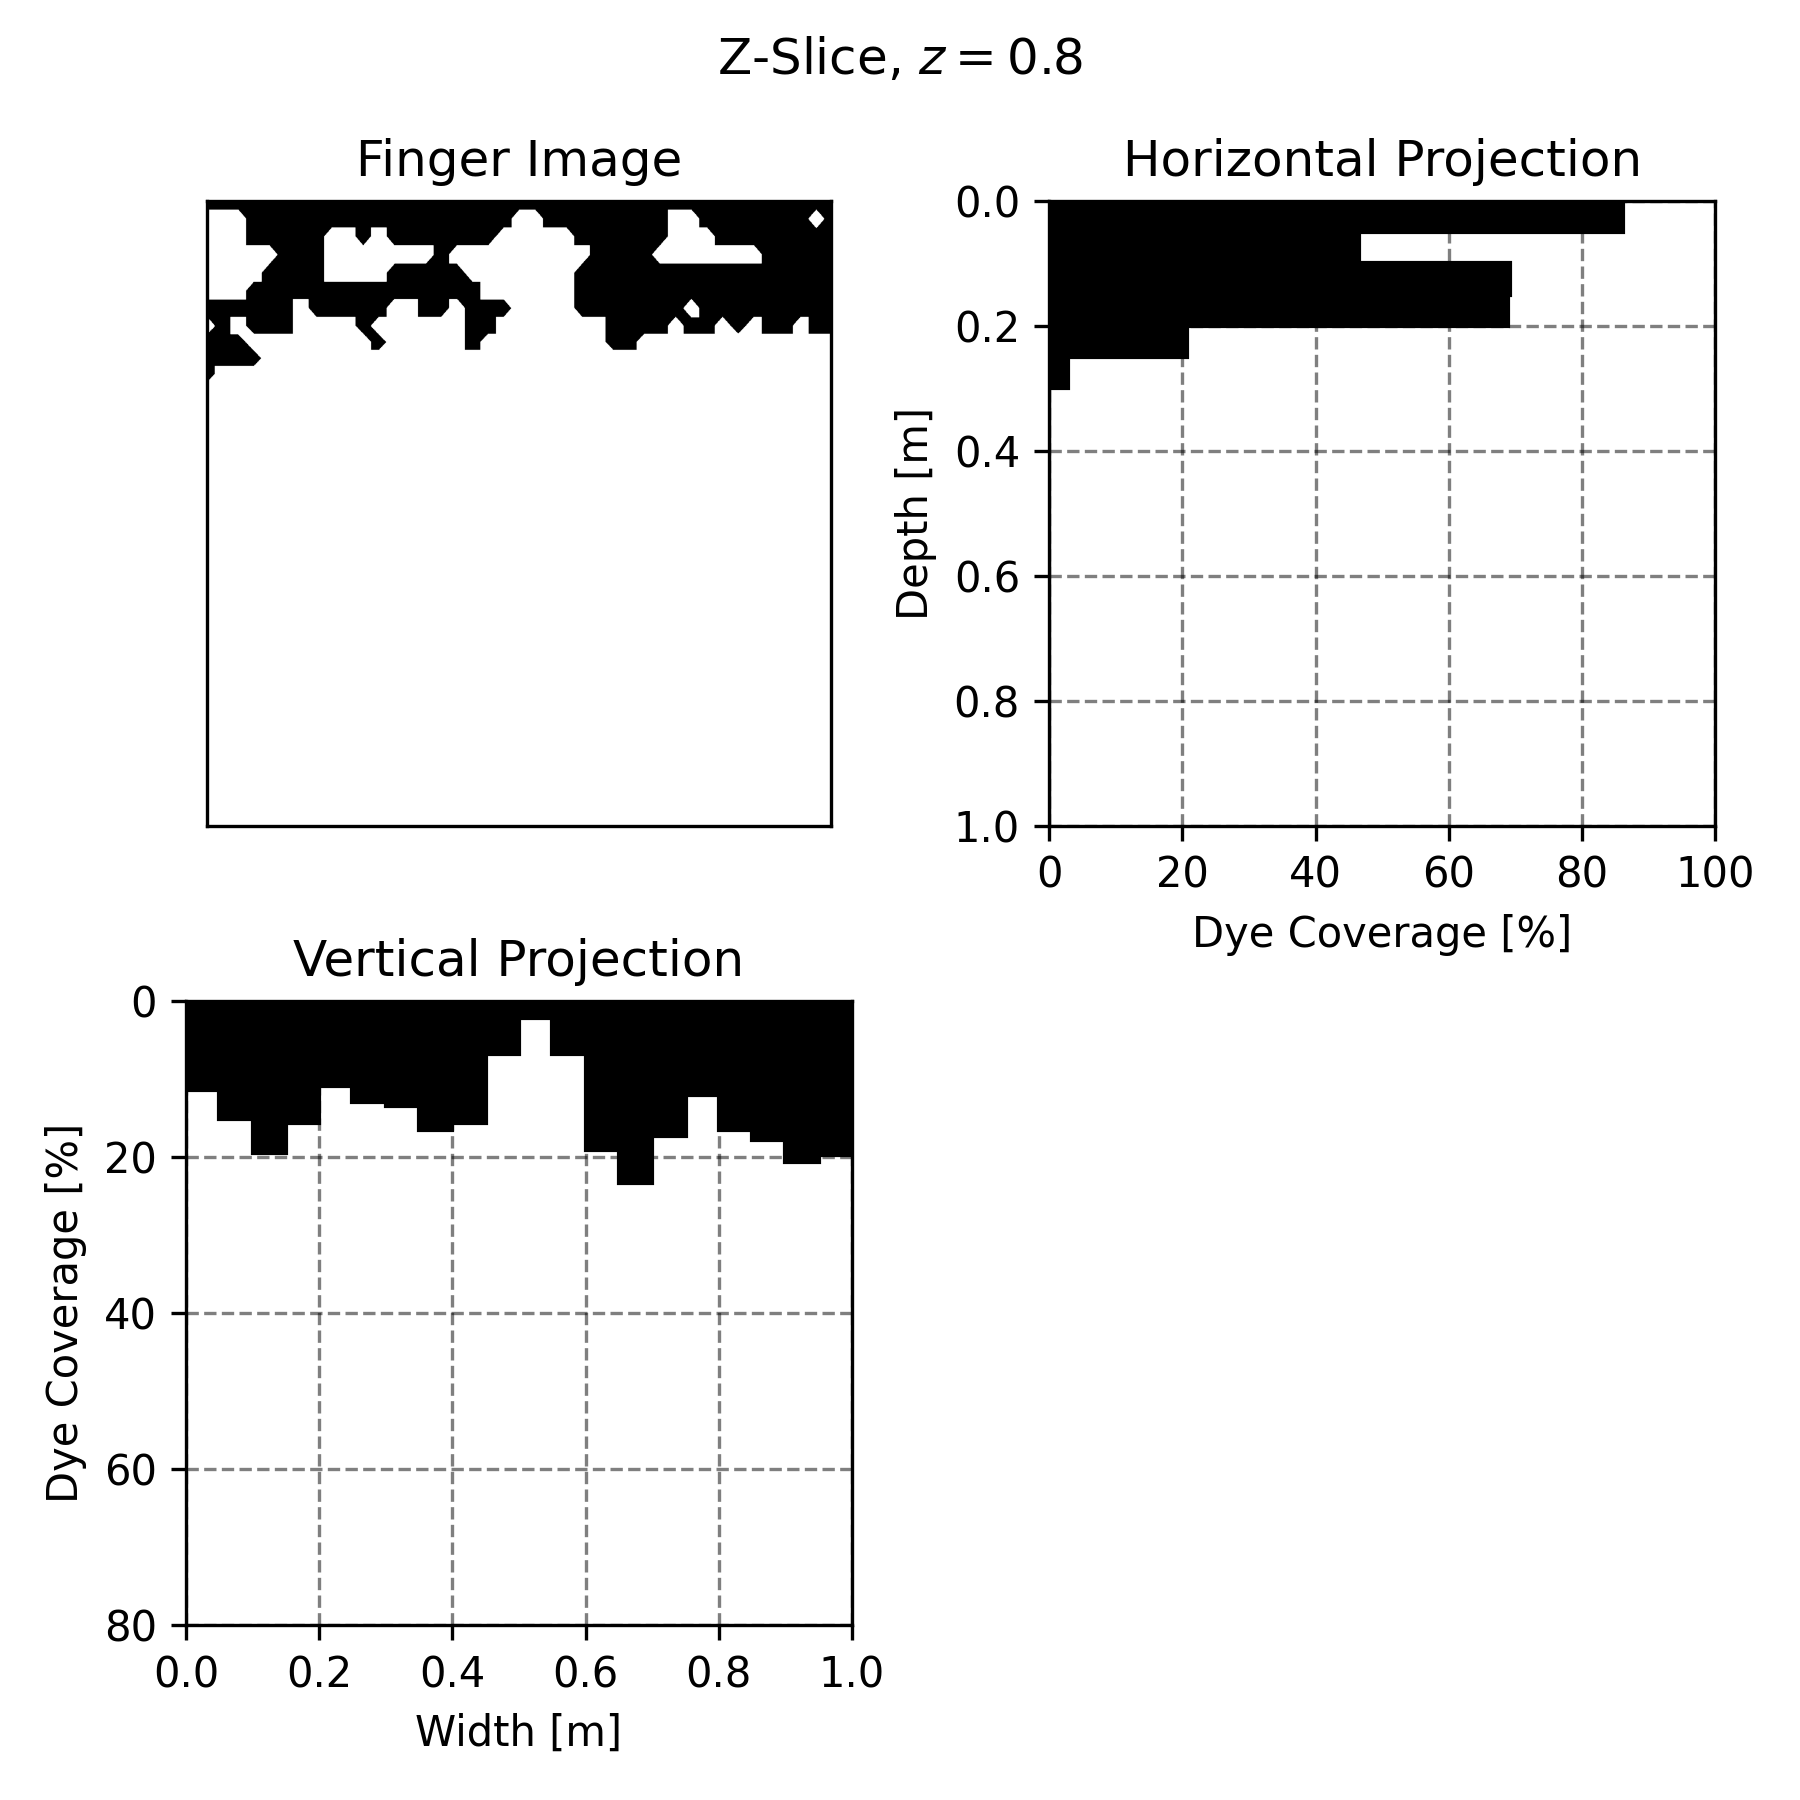 Z-Slice, z = 0.8
Finger Image
Horizontal Projection
0.0
0.2
0.4
0.6
0.8
1.0
Depth [m]
0 20 40 60 80 100
Dye Coverage [%]
Vertical Projection
0
20
40
60
80
Dye Coverage [%]
0.0 0.2 0.4 0.6 0.8 1.0
Width [m]